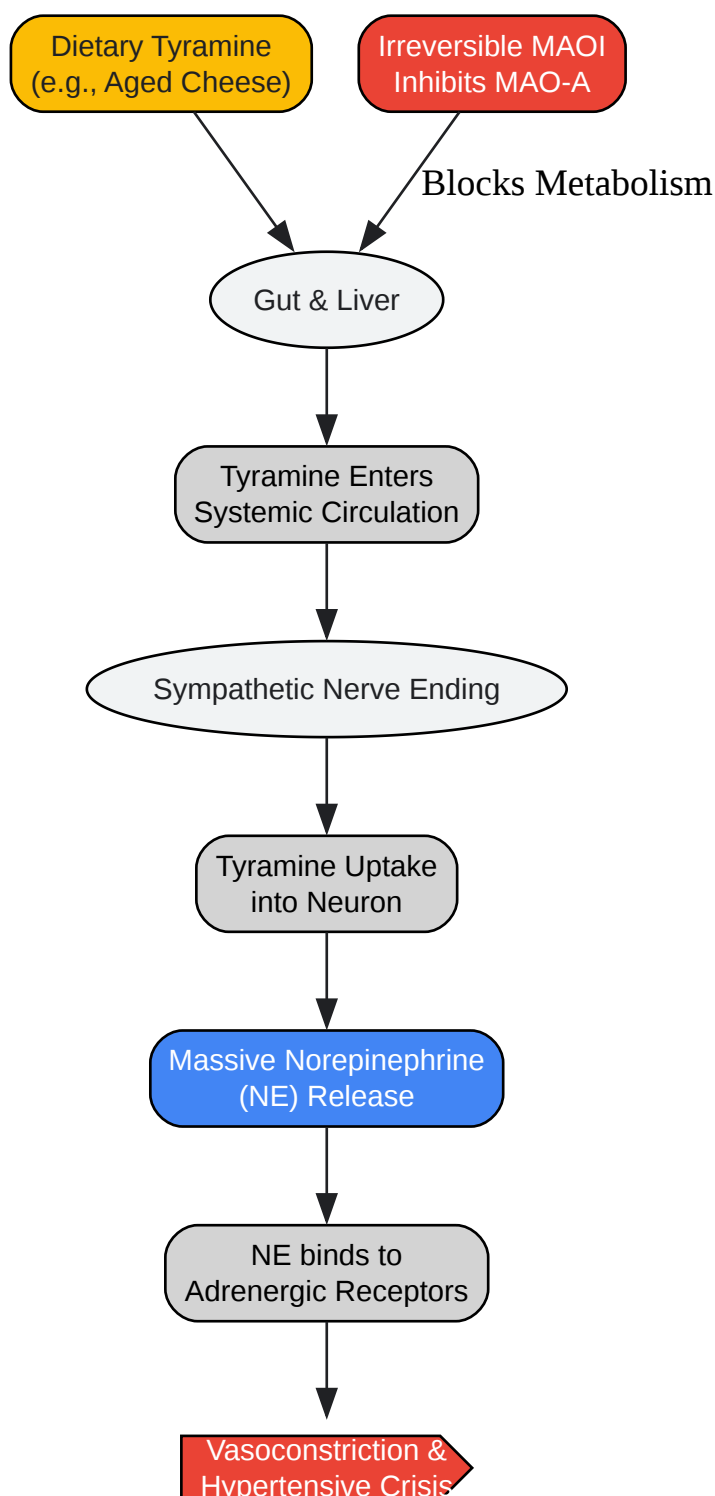 Dietary Tyramine
(e.g., Aged Cheese)
Irreversible MAOI
Inhibits MAO-A
Blocks Metabolism
Gut & Liver
Tyramine Enters
Systemic Circulation
Sympathetic Nerve Ending
Tyramine Uptake
into Neuron
Massive Norepinephrine
(NE) Release
NE binds to
Adrenergic Receptors
Vasoconstriction &
Hypertensive Crisis